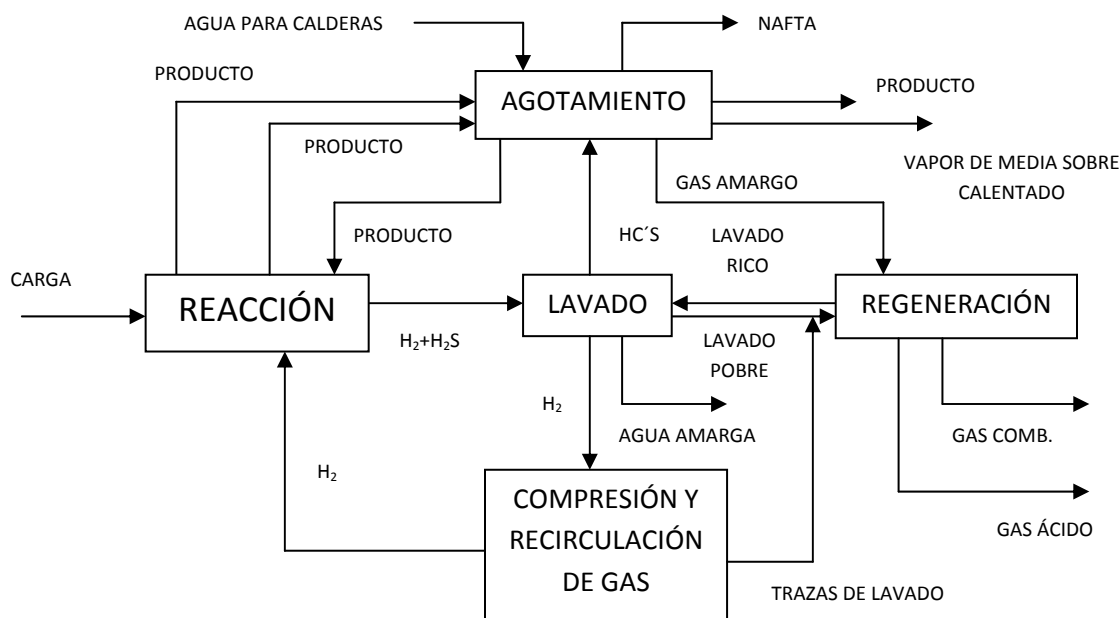 AGUA PARA CALDERAS
NAFTA
PRODUCTO
AGOTAMIENTO
PRODUCTO
PRODUCTO
VAPOR DE MEDIA SOBRE
CALENTADO
GAS AMARGO
PRODUCTO
HC´S
LAVADO
RICO
CARGA
REACCIÓN
LAVADO
REGENERACIÓN
H₂+H₂S
LAVADO
POBRE
H₂
AGUA AMARGA
GAS COMB.
H₂
COMPRESIÓN Y
RECIRCULACIÓN
DE GAS
GAS ÁCIDO
TRAZAS DE LAVADO